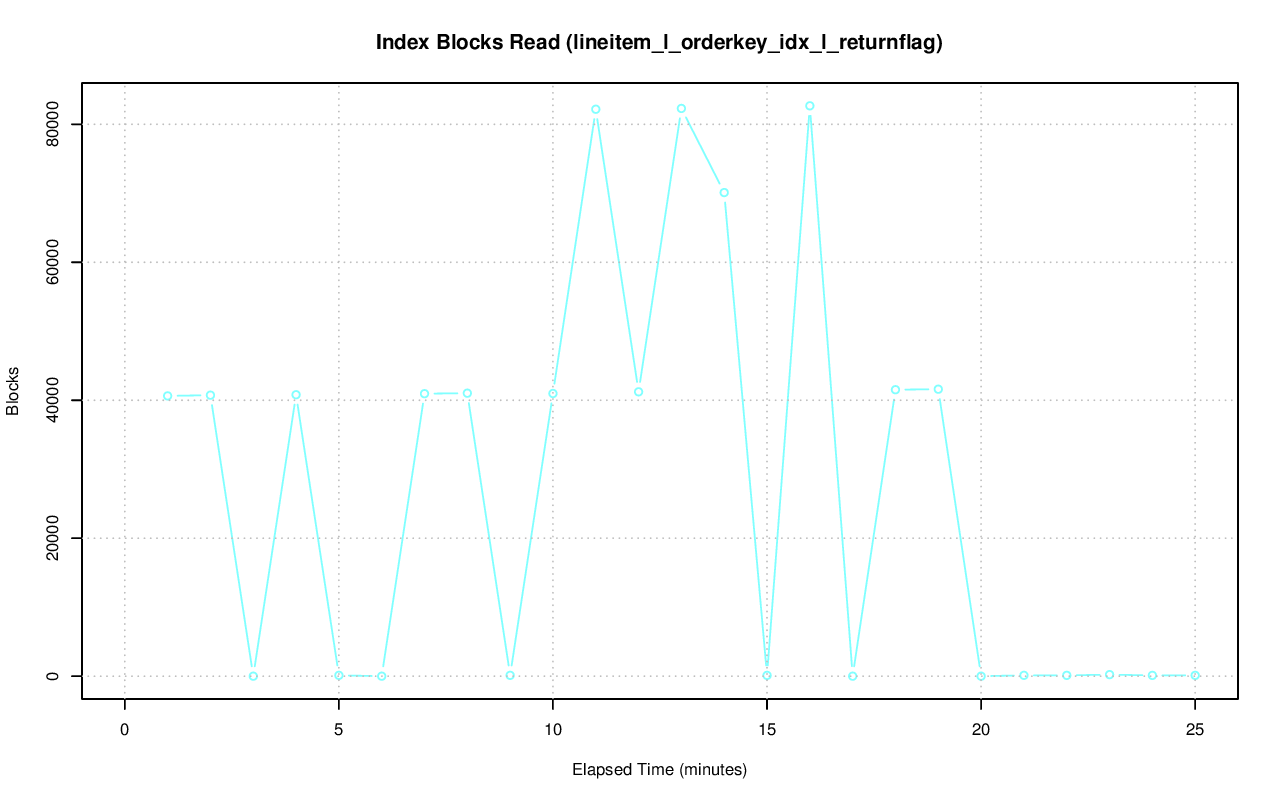 Index Blocks Read (lineitem_l_orderkey_idx_l_returnflag)
80000
60000
40000
20000
0
Blocks
0 5 10 15 20 25
Elapsed Time (minutes)